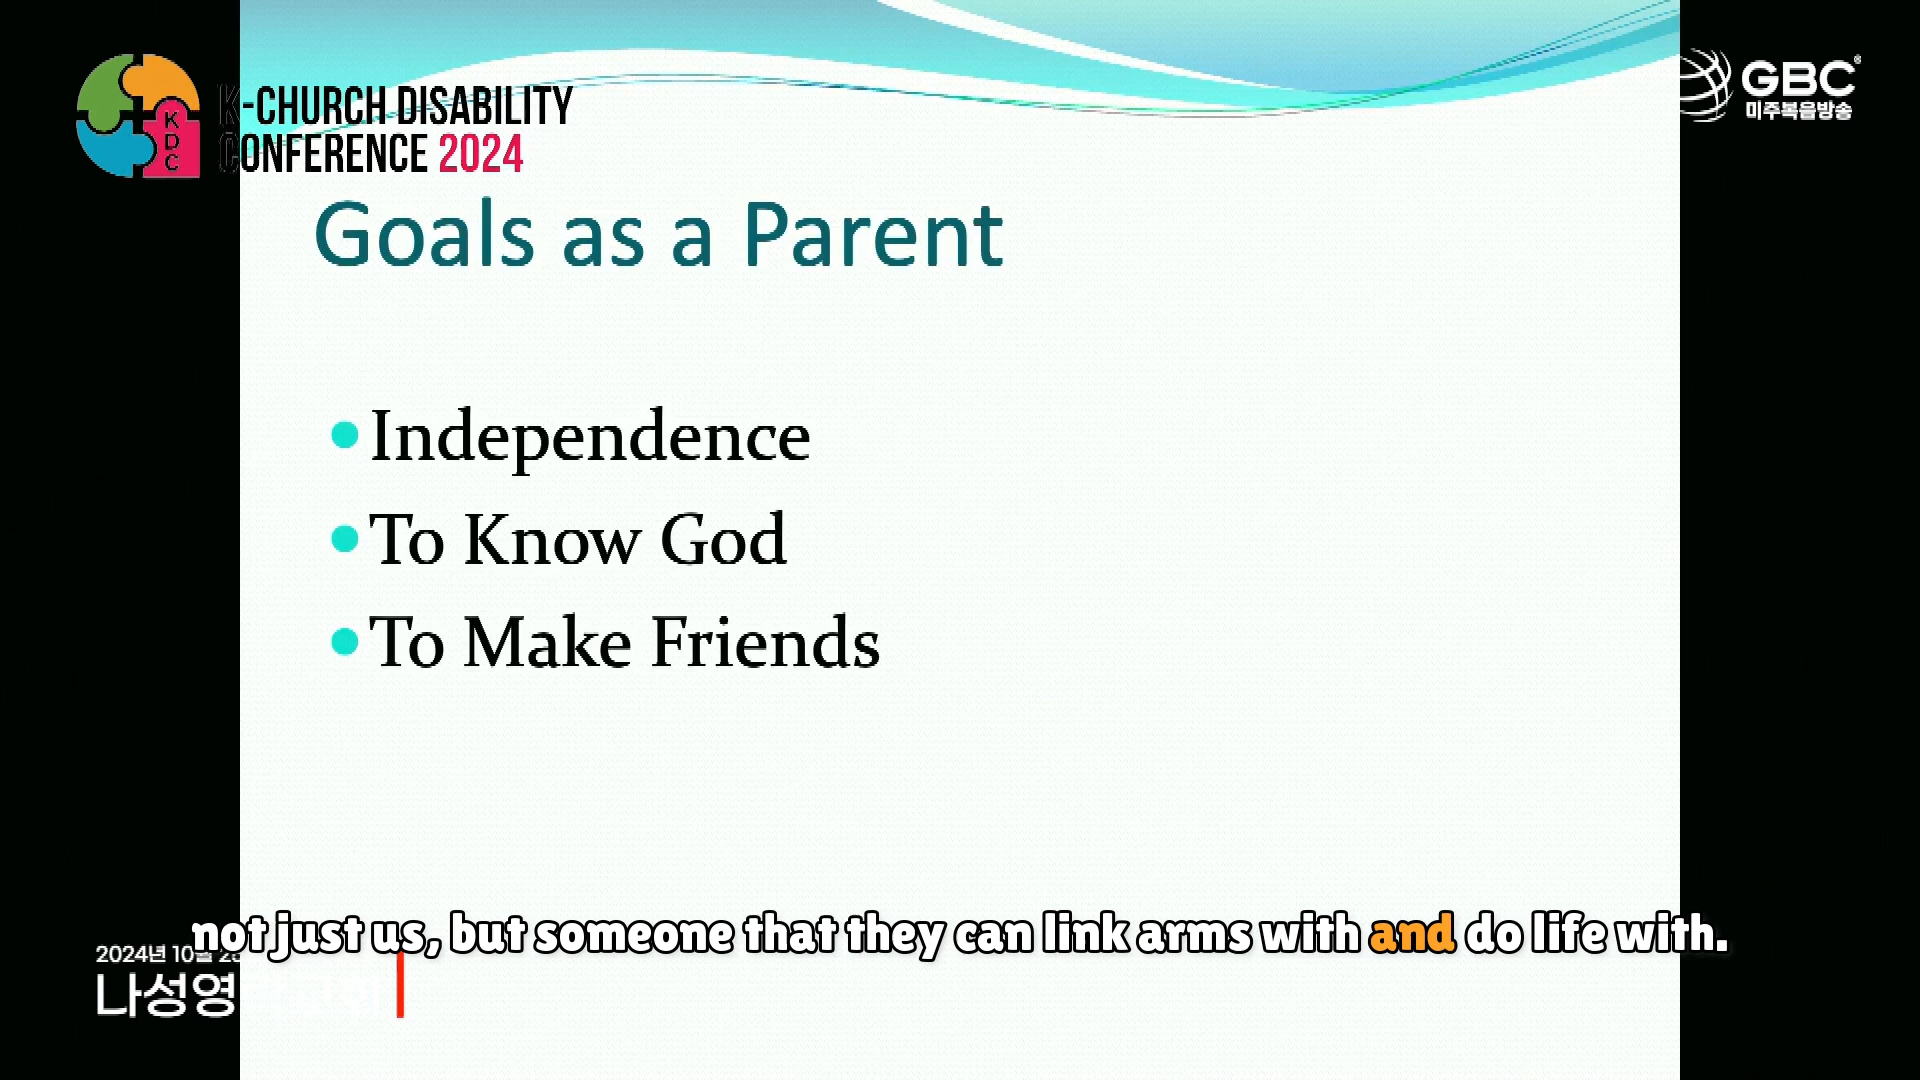 K-CHURCH DISABILITY
CONFERENCE 2024
KDC
GBC®
미주복음방송
Goals as a Parent
• Independence
• To Know God
• To Make Friends
not just us, but someone that they can link arms with and do life with.
2024년 10월
나성영